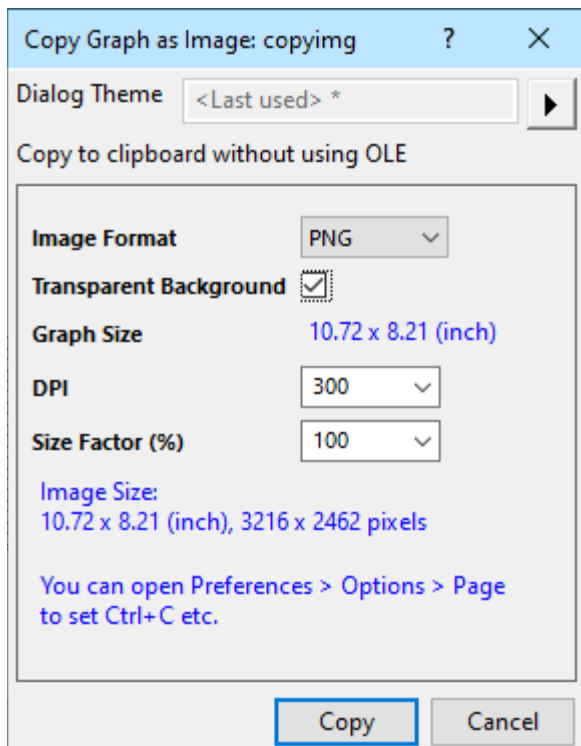 Copy Graph as Image: copyimg ?
Dialog Theme <Last used> *
Copy to clipboard without using OLE
Image Format PNG
Transparent Background
Graph Size 10.72 x 8.21 (inch)
DPI 300
Size Factor (%) 100
Image Size:
10.72 x 8.21 (inch), 3216 x 2462 pixels
You can open Preferences > Options > Page
to set Ctrl+C etc.
Copy Cancel